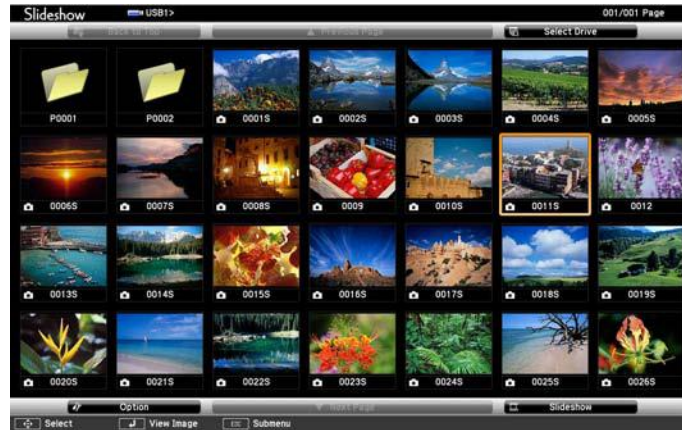 Slideshow USB1> 001/001 Page
Back to Top Previous Page Select Drive
P0001 P0002 0001S 0002S 0003S 0004S 0005S
0006S 0007S 0008S 0009 0010S 0011S 0012
0013S 0014S 0015S 0016S 0017S 0018S 0019S
0020S 0021S 0022S 0023S 0024S 0025S 0026S
Option Next Page Slideshow
Select View Image Esc Submenu